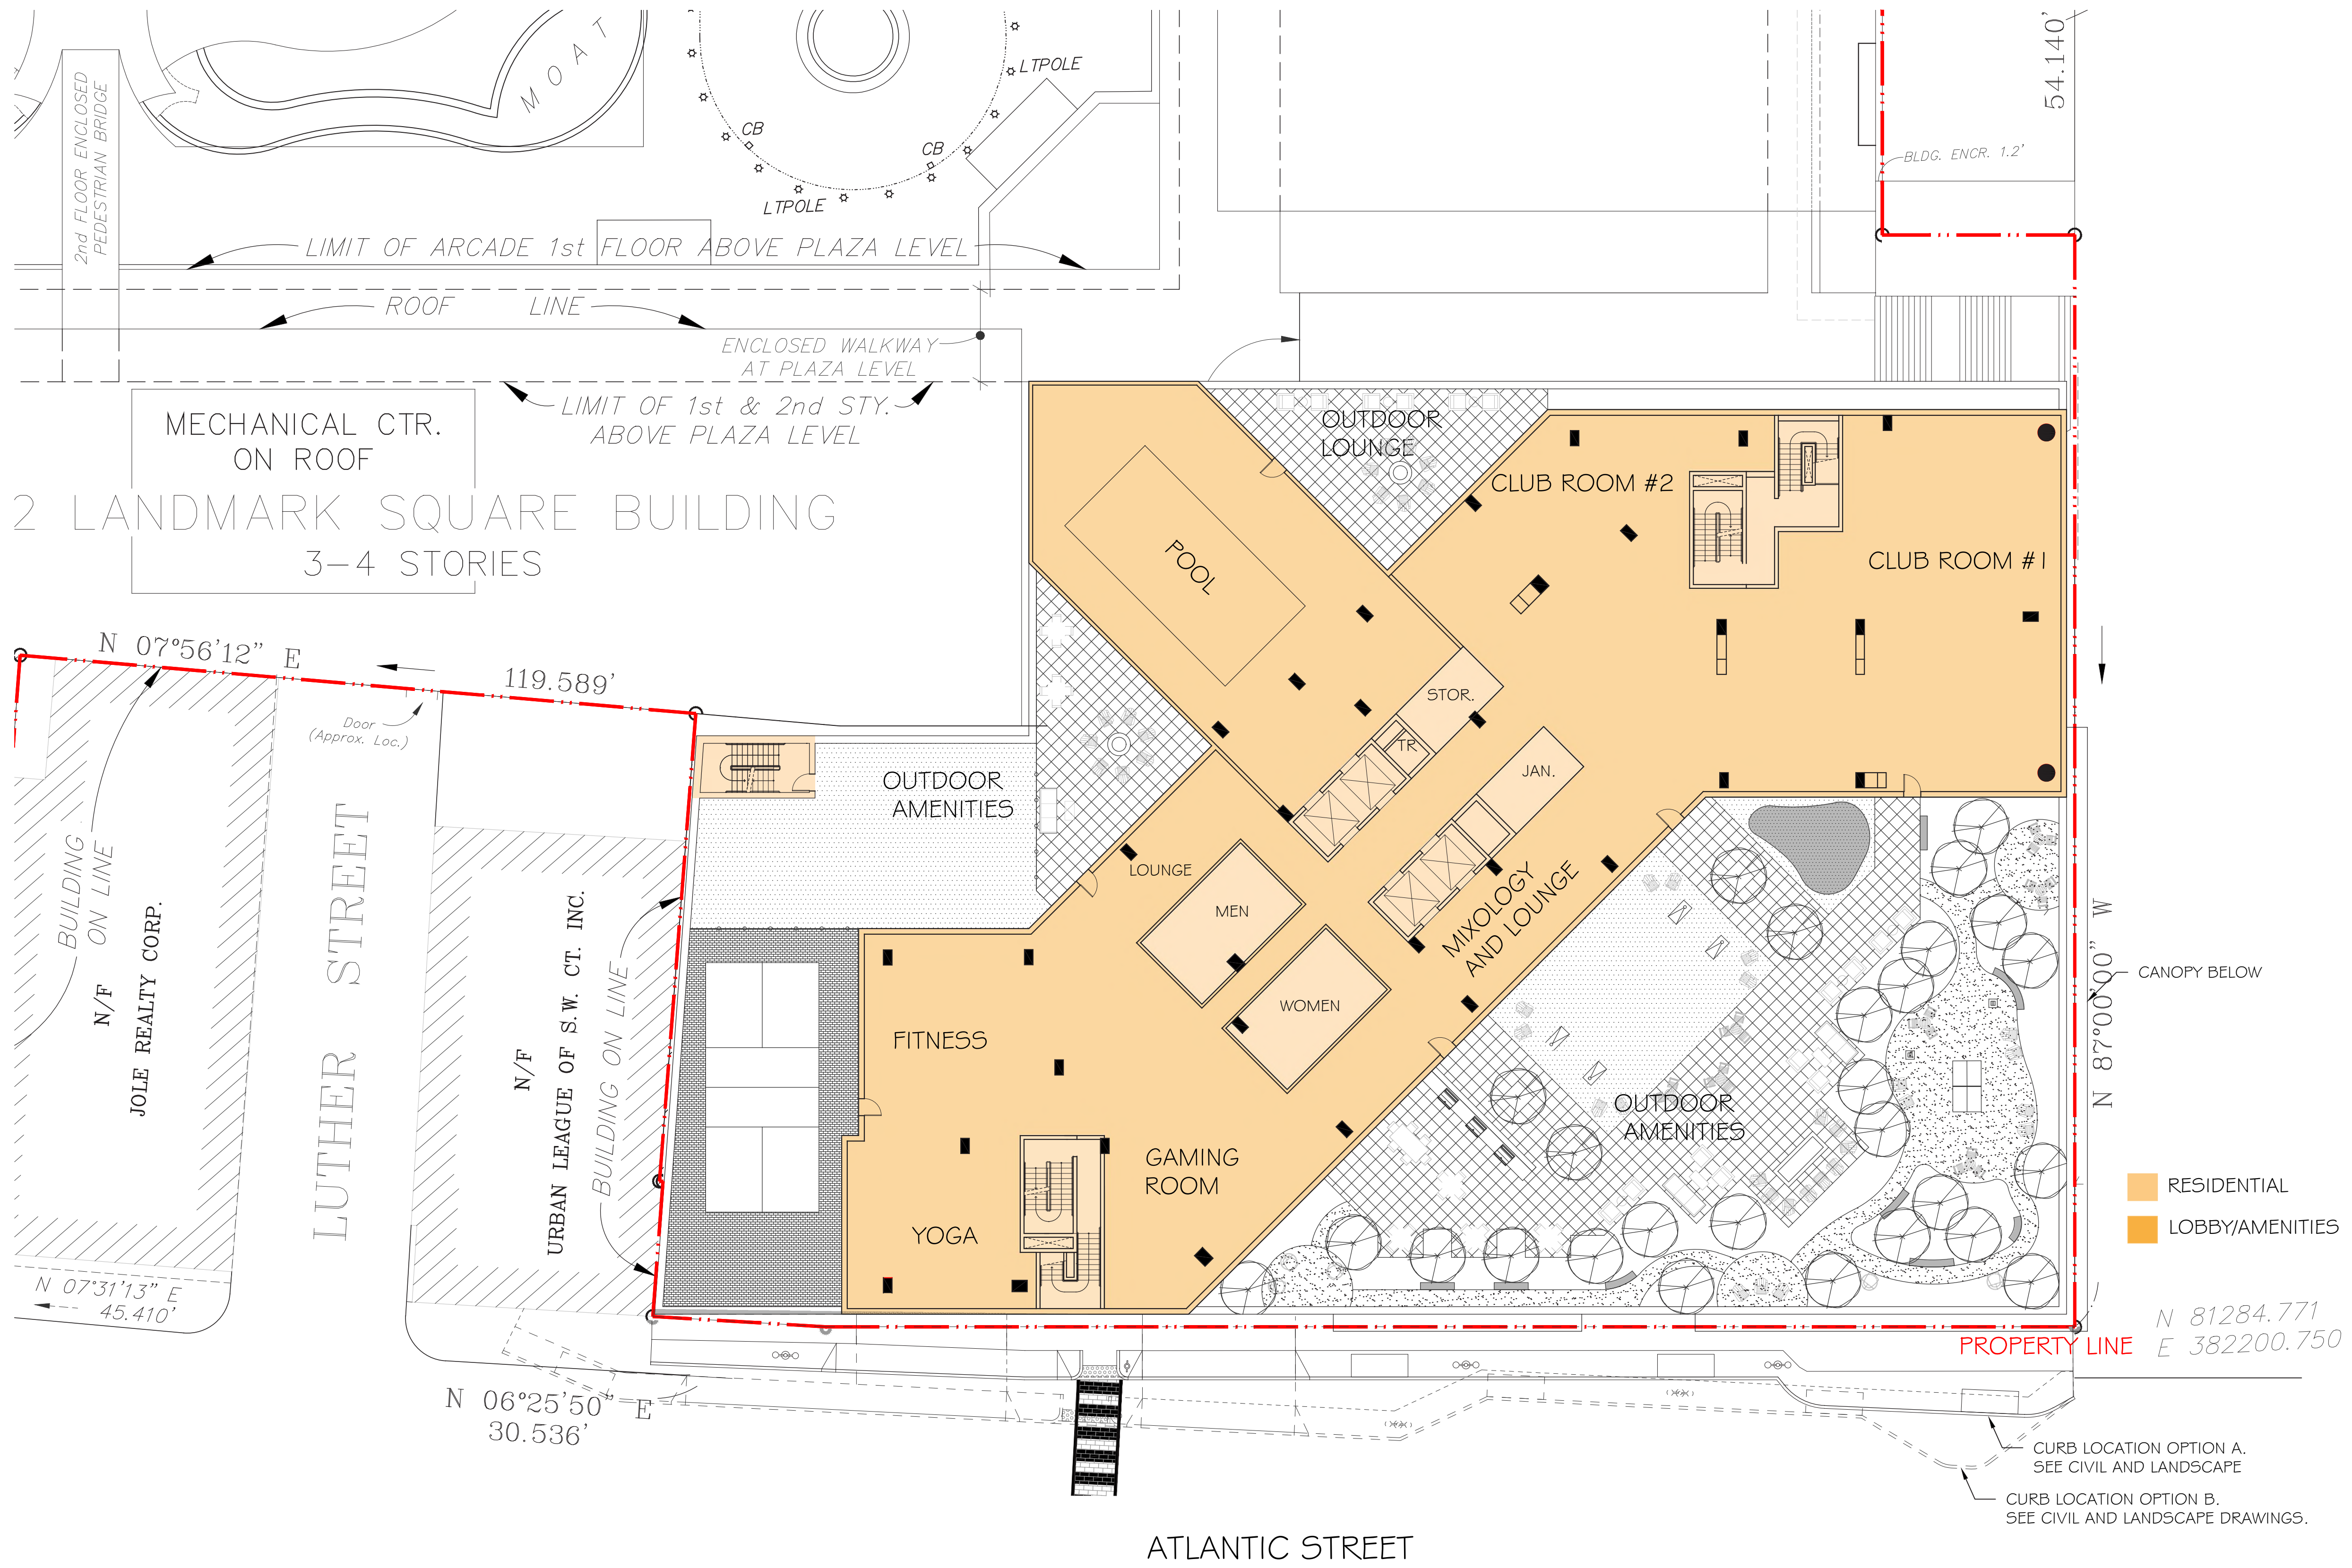 MOAT
LTPOLE
CB
CB
LTPOLE
2nd FLOOR ENCLOSED
PEDESTRIAN BRIDGE
54.140'
BLDG. ENCR. 1.2'
LIMIT OF ARCADE 1st FLOOR ABOVE PLAZA LEVEL
ROOF LINE
ENCLOSED WALKWAY
AT PLAZA LEVEL
LIMIT OF 1st & 2nd STY.
ABOVE PLAZA LEVEL
MECHANICAL CTR.
ON ROOF
2 LANDMARK SQUARE BUILDING
3-4 STORIES
OUTDOOR
LOUNGE
CLUB ROOM #2
CLUB ROOM #1
POOL
N 07°56'12" E
119.589'
Door
(Approx. Loc.)
STOR.
TR
JAN.
OUTDOOR
AMENITIES
LOUNGE
MEN
WOMEN
MIXOLOGY
AND LOUNGE
BUILDING
ON LINE
N/F
JOLE REALTY CORP.
LUTHER STREET
N/F
URBAN LEAGUE OF S.W. CT. INC.
BUILDING ON LINE
FITNESS
GAMING
ROOM
YOGA
OUTDOOR
AMENITIES
CANOPY BELOW
N 87°00'00" W
RESIDENTIAL
LOBBY/AMENITIES
N 07°31'13" E
45.410'
N 81284.771
E 382200.750
PROPERTY LINE
N 06°25'50" E
30.536'
CURB LOCATION OPTION A.
SEE CIVIL AND LANDSCAPE
CURB LOCATION OPTION B.
SEE CIVIL AND LANDSCAPE DRAWINGS.
ATLANTIC STREET